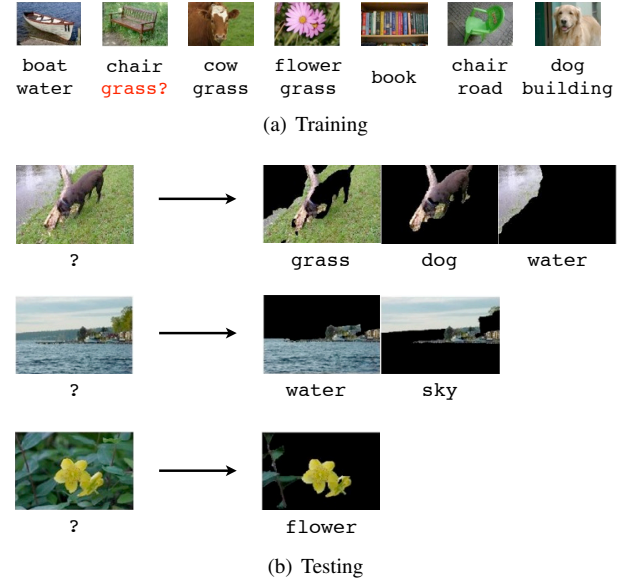 boat chair cow flower book chair dog
water grass? grass grass road building
(a) Training
? grass dog water
? water sky
? flower
(b) Testing